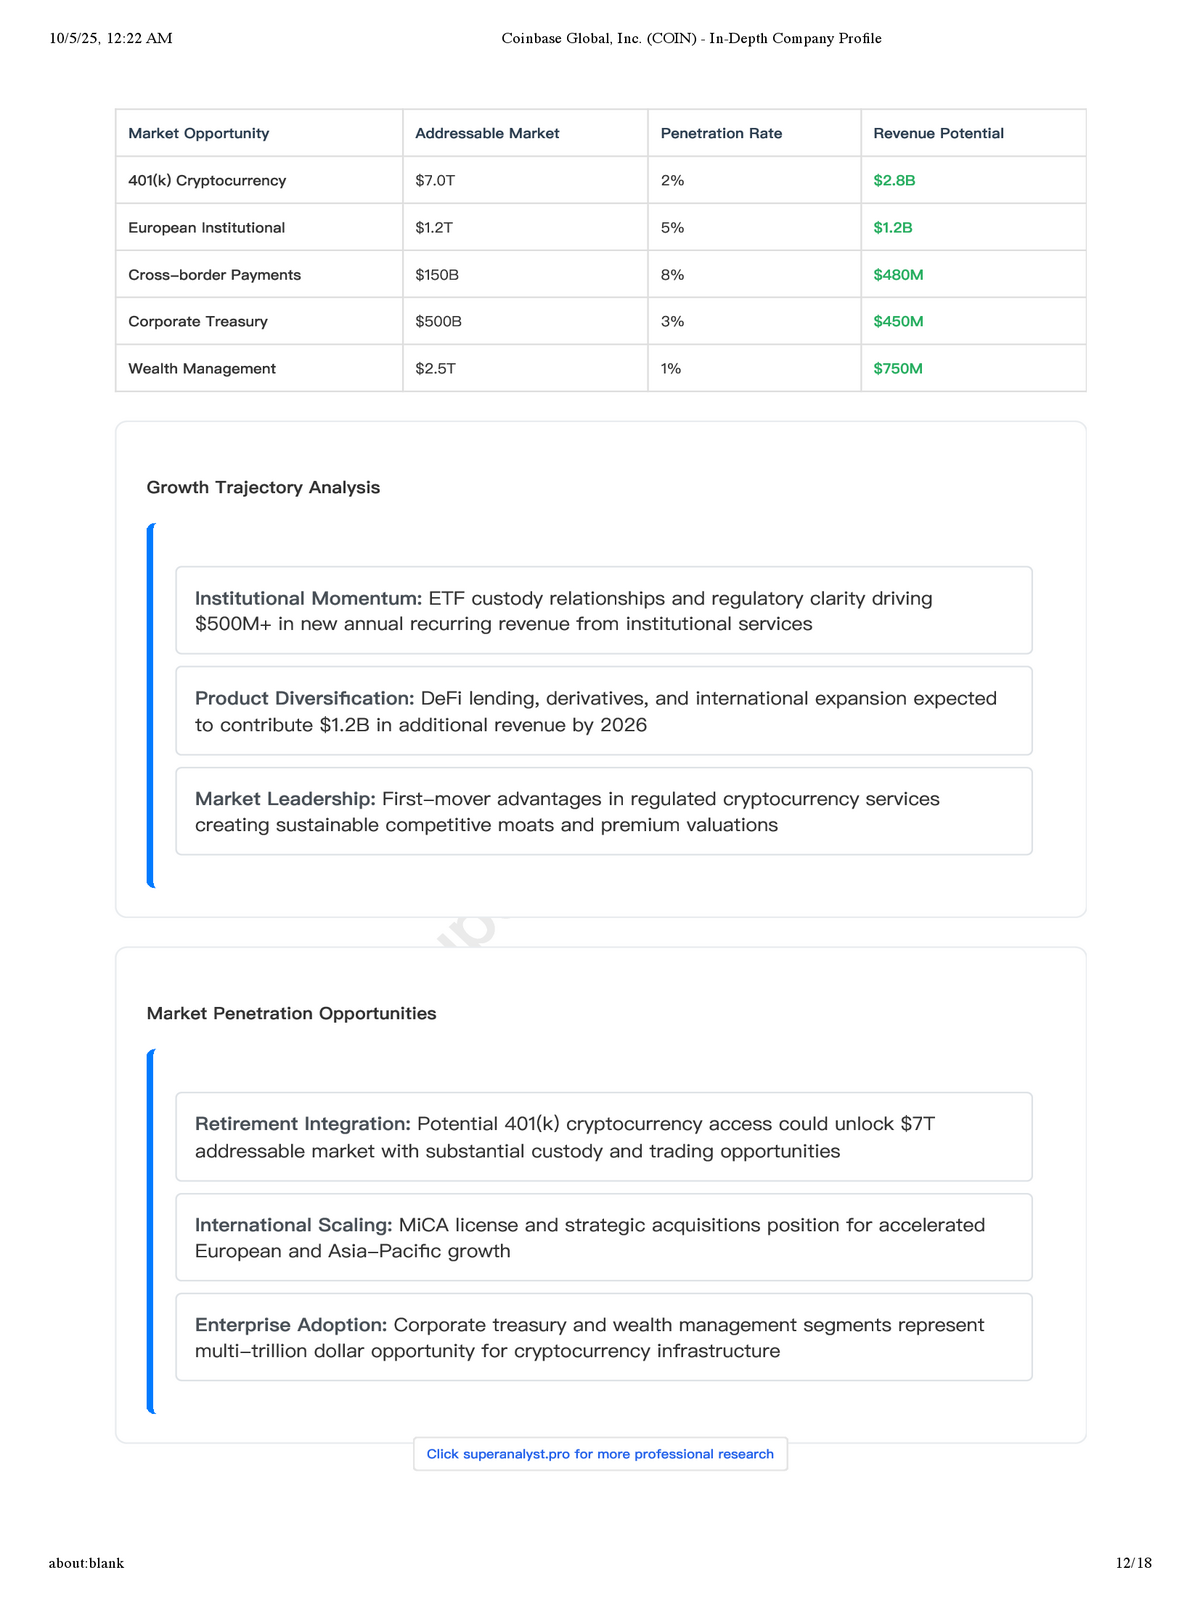 10/5/25, 12:22 AM Coinbase Global, Inc. (COIN) - In-Depth Company Profile
Market Opportunity Addressable Market Penetration Rate Revenue Potential
401(k) Cryptocurrency $7.0T 2% $2.8B
European Institutional $1.2T 5% $1.2B
Cross-border Payments $150B 8% $480M
Corporate Treasury $500B 3% $450M
Wealth Management $2.5T 1% $750M
Growth Trajectory Analysis
Institutional Momentum: ETF custody relationships and regulatory clarity driving
$500M+ in new annual recurring revenue from institutional services
Product Diversification: DeFi lending, derivatives, and international expansion expected
to contribute $1.2B in additional revenue by 2026
Market Leadership: First-mover advantages in regulated cryptocurrency services
creating sustainable competitive moats and premium valuations
Market Penetration Opportunities
Retirement Integration: Potential 401(k) cryptocurrency access could unlock $7T
addressable market with substantial custody and trading opportunities
International Scaling: MiCA license and strategic acquisitions position for accelerated
European and Asia-Pacific growth
Enterprise Adoption: Corporate treasury and wealth management segments represent
multi-trillion dollar opportunity for cryptocurrency infrastructure
Click superanalyst.pro for more professional research
about:blank 12/18